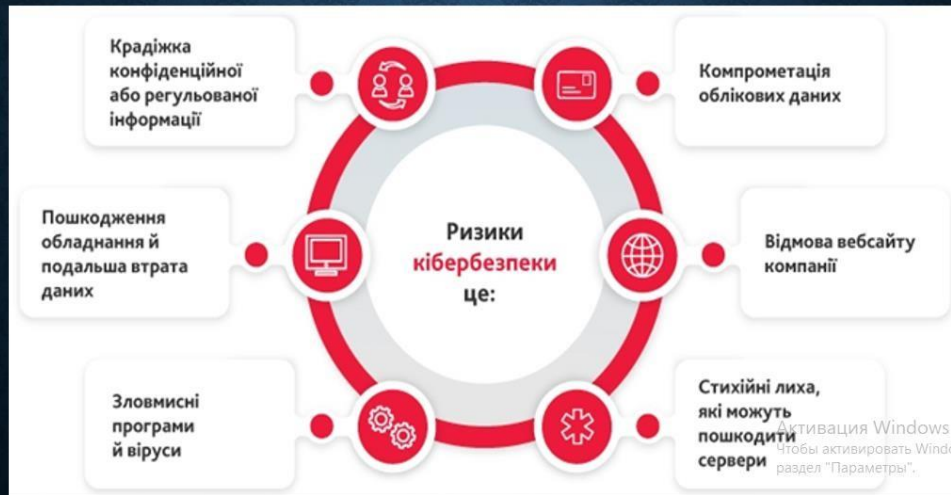 Крадіжка
конфіденційної
або регульованої
інформації
Компрометація
облікових даних
Пошкодження
обладнання й
подальша втрата
даних
Ризики
кібербезпеки
це:
Відмова вебсайту
компанії
Зловмисні
програми
й віруси
Стихійні лиха,
які можуть
пошкодити
сервери
Активация Windows
Чтобы активировать
раздел "Параметры".